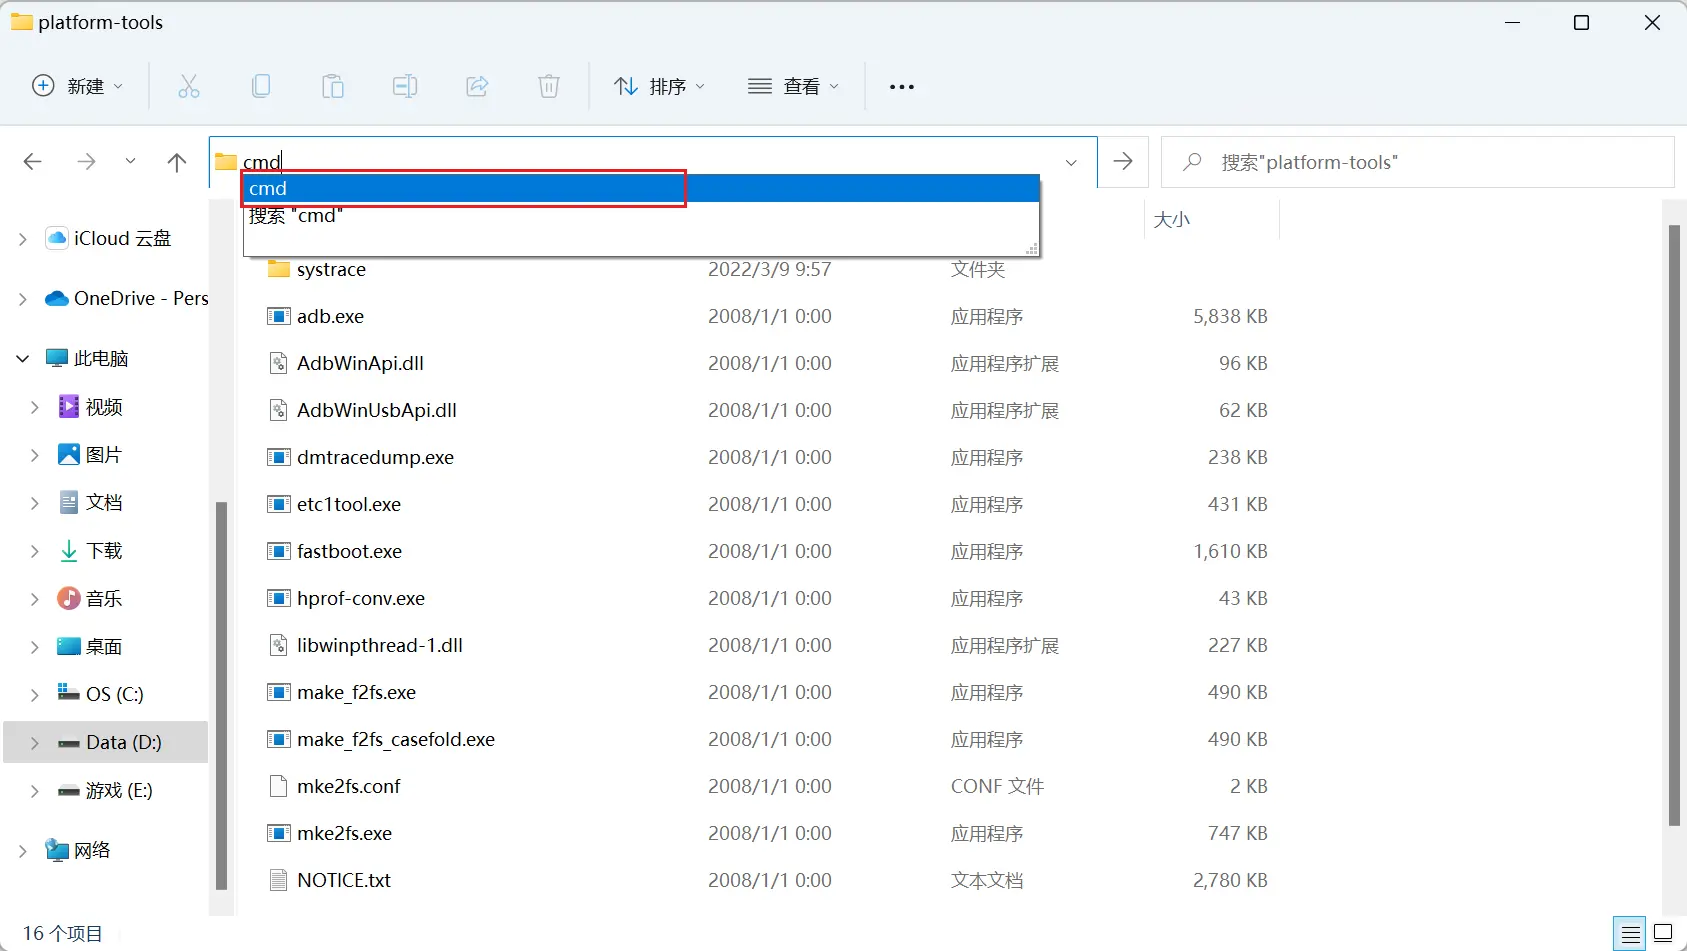 platform-tools
新建 排序 查看
cmd 搜索"platform-tools"
cmd
搜索 "cmd"
大小
iCloud 云盘
OneDrive - Pers
此电脑
视频
图片
文档
下载
音乐
桌面
OS (C:)
Data (D:)
游戏 (E:)
网络
systrace 2022/3/9 9:57 文件夹
adb.exe 2008/1/1 0:00 应用程序 5,838 KB
AdbWinApi.dll 2008/1/1 0:00 应用程序扩展 96 KB
AdbWinUsbApi.dll 2008/1/1 0:00 应用程序扩展 62 KB
dmtracedump.exe 2008/1/1 0:00 应用程序 238 KB
etc1tool.exe 2008/1/1 0:00 应用程序 431 KB
fastboot.exe 2008/1/1 0:00 应用程序 1,610 KB
hprof-conv.exe 2008/1/1 0:00 应用程序 43 KB
libwinpthread-1.dll 2008/1/1 0:00 应用程序扩展 227 KB
make_f2fs.exe 2008/1/1 0:00 应用程序 490 KB
make_f2fs_casefold.exe 2008/1/1 0:00 应用程序 490 KB
mke2fs.conf 2008/1/1 0:00 CONF 文件 2 KB
mke2fs.exe 2008/1/1 0:00 应用程序 747 KB
NOTICE.txt 2008/1/1 0:00 文本文档 2,780 KB
16 个项目